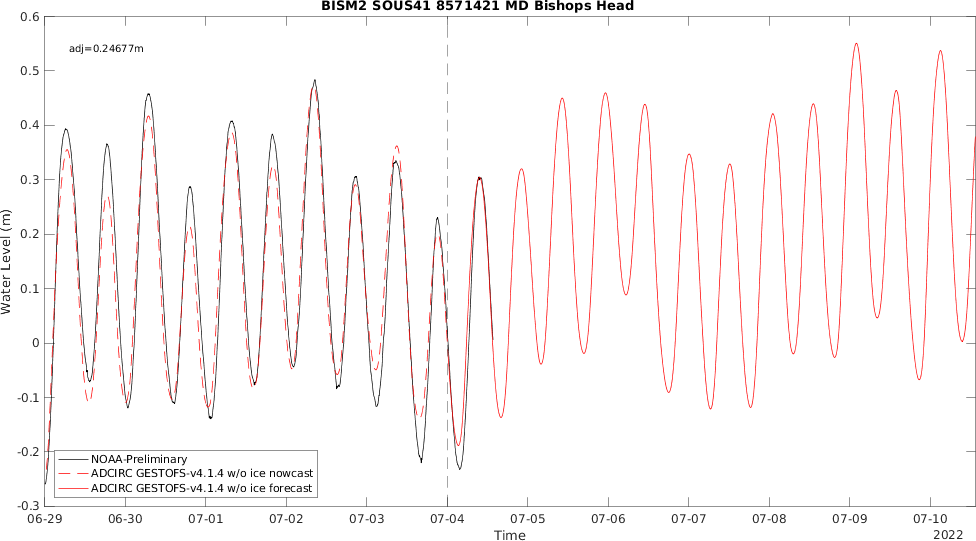 BISM2 SOUS41 8571421 MD Bishops Head
adj=0.24677m
Water Level (m)
0.6
0.5
0.4
0.3
0.2
0.1
0
-0.1
-0.2
-0.3
NOAA-Preliminary
ADCIRC GESTOFS-v4.1.4 w/o ice nowcast
ADCIRC GESTOFS-v4.1.4 w/o ice forecast
06-29 06-30 07-01 07-02 07-03 07-04 07-05 07-06 07-07 07-08 07-09 07-10
Time
2022